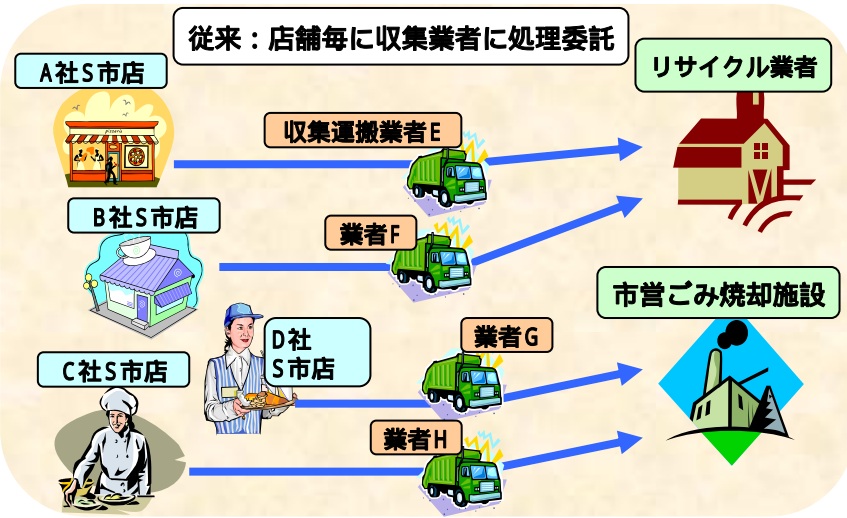 従来：店舗毎に収集業者に処理委託
A社S市店
リサイクル業者
収集運搬業者E
B社S市店
業者F
市営ごみ焼却施設
D社
S市店
業者G
C社S市店
業者H